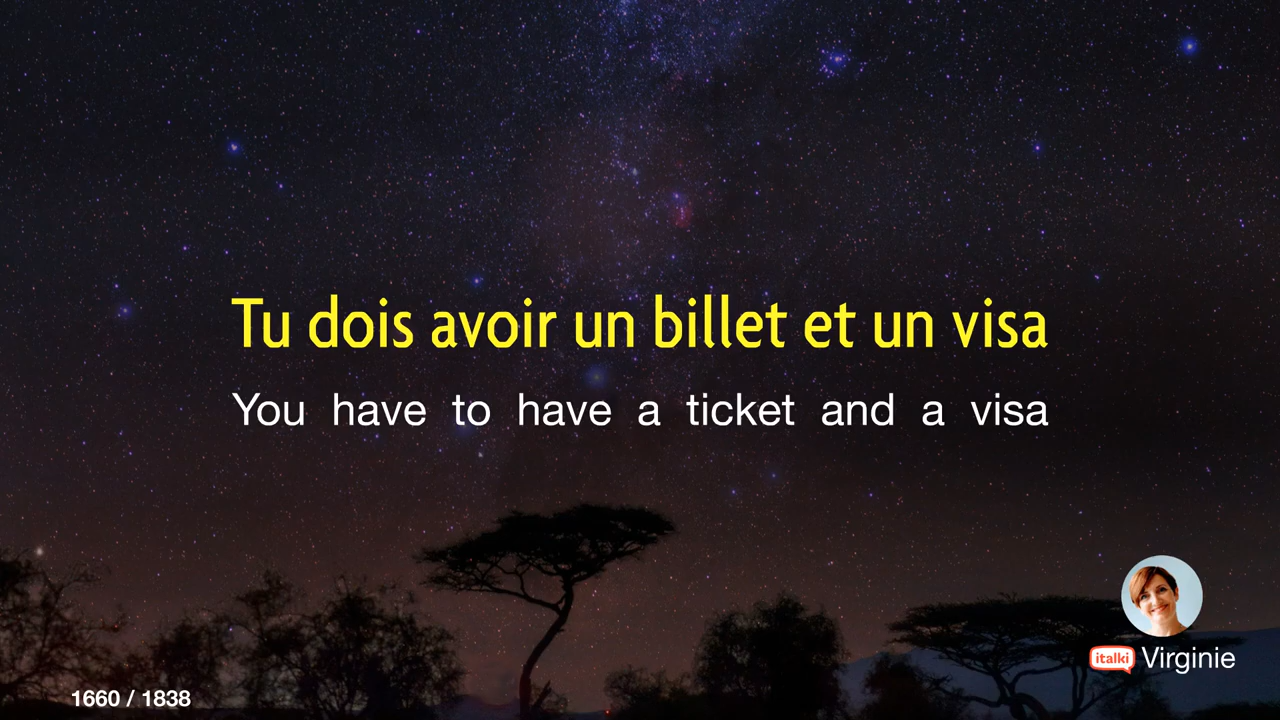 Tu dois avoir un billet et un visa
You have to have a ticket and a visa
italki Virginie
1660 / 1838